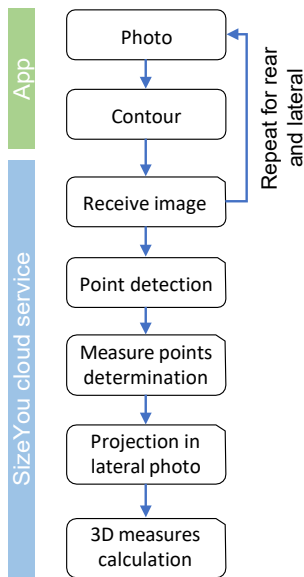 App
Photo
Contour
Repeat for rear
and lateral
SizeYou cloud service
Receive image
Point detection
Measure points
determination
Projection in
lateral photo
3D measures
calculation